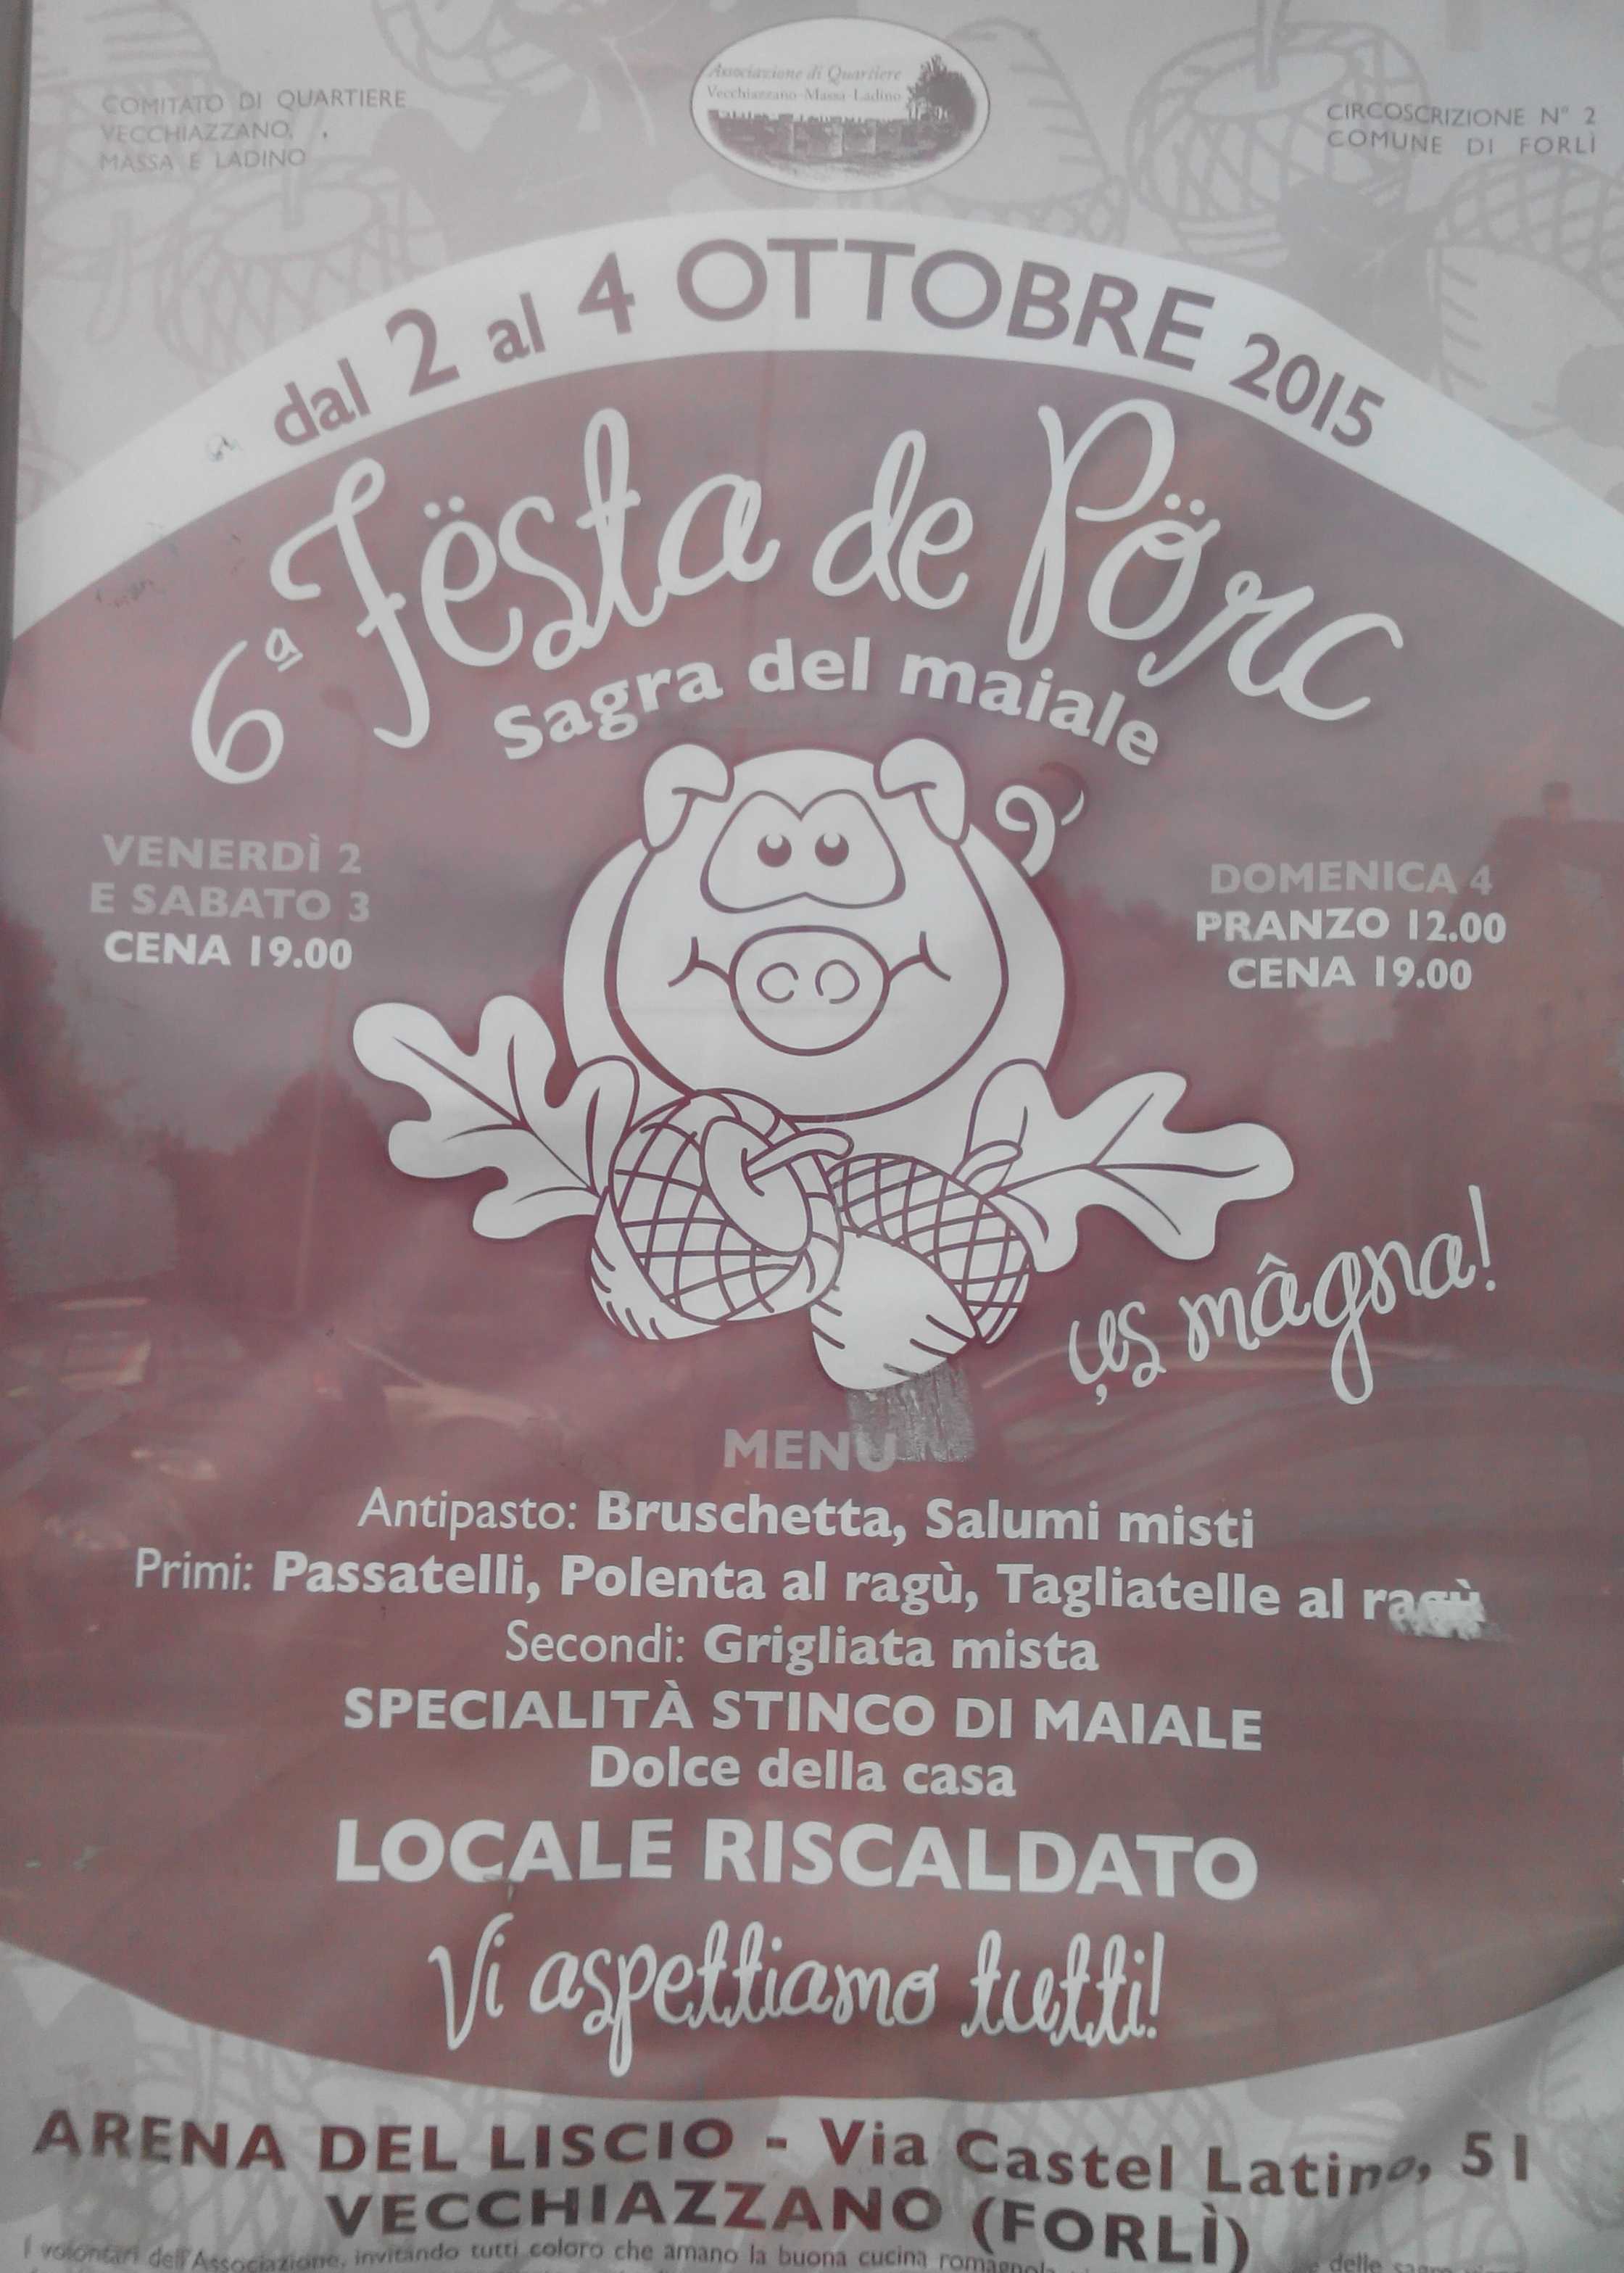 COMITATO DI QUARTIERE
VECCHIAZZANO,
MASSA E LADINO
Associazione di Quartiere
Vecchiazzano-Massa-Ladino
CIRCOSCRIZIONE N° 2
COMUNE DI FORLÌ
dal 2 al 4 OTTOBRE 2015
6ª Fësta de Pörc
sagra del maiale
VENERDÌ 2
E SABATO 3
CENA 19.00
DOMENICA 4
PRANZO 12.00
CENA 19.00
us mâgna!
MENU
Antipasto: Bruschetta, Salumi misti
Primi: Passatelli, Polenta al ragù, Tagliatelle al ragù
Secondi: Grigliata mista
SPECIALITÀ STINCO DI MAIALE
Dolce della casa
LOCALE RISCALDATO
Vi aspettiamo tutti!
ARENA DEL LISCIO - Via Castel Latino, 51
VECCHIAZZANO (FORLÌ)
I volontari dell'Associazione, invitando tutti coloro che amano la buona cucina delle